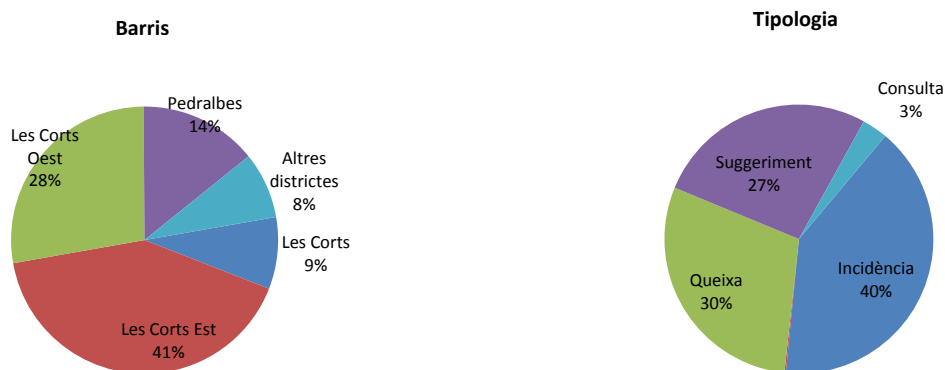 Barris
Pedralbes
14%
Les Corts
Oest
28%
Altres
districtes
8%
Les Corts
9%
Les Corts Est
41%
Tipologia
Consulta
3%
Suggeriment
27%
Incidència
40%
Queixa
30%